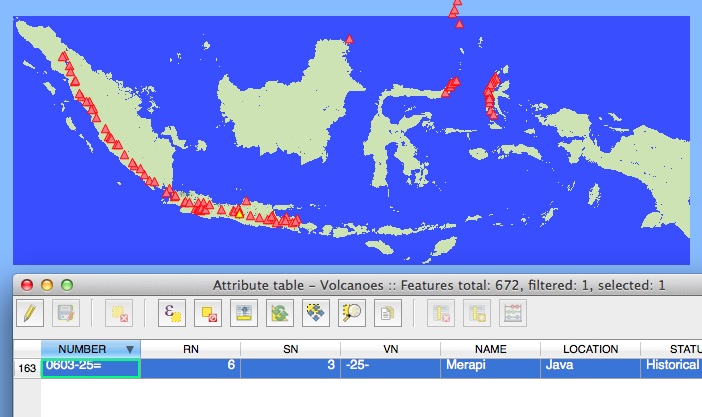 Attribute table - Volcanoes :: Features total: 672, filtered: 1, selected: 1
NUMBER RN SN VN NAME LOCATION STATU
163 0603-25= 6 3 -25- Merapi Java Historical